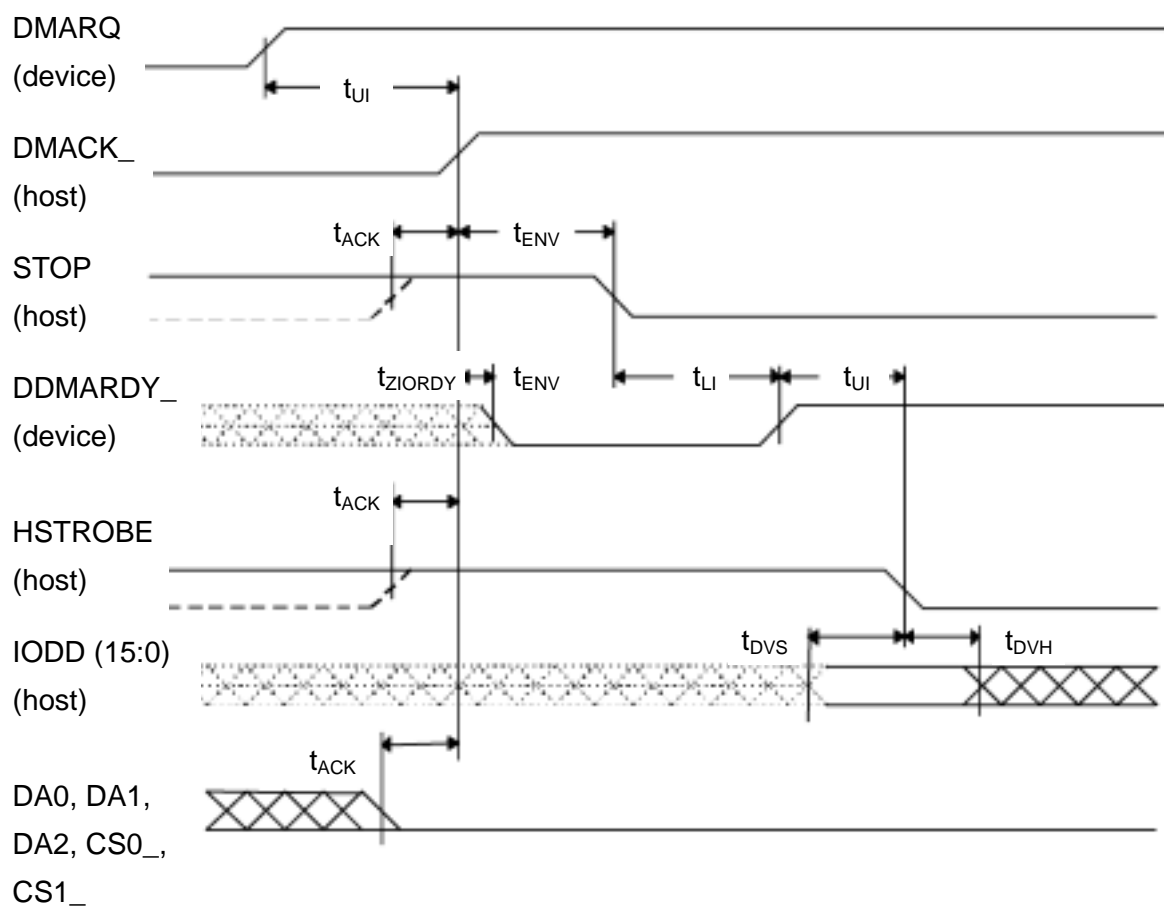 DMARQ
(device)
tUI
DMACK_
(host)
tACK
tENV
STOP
(host)
tZIORDY
tENV
tLI
tUI
DDMARDY_
(device)
tACK
HSTROBE
(host)
tDVS
tDVH
IODD (15:0)
(host)
tACK
DA0, DA1,
DA2, CS0_,
CS1_